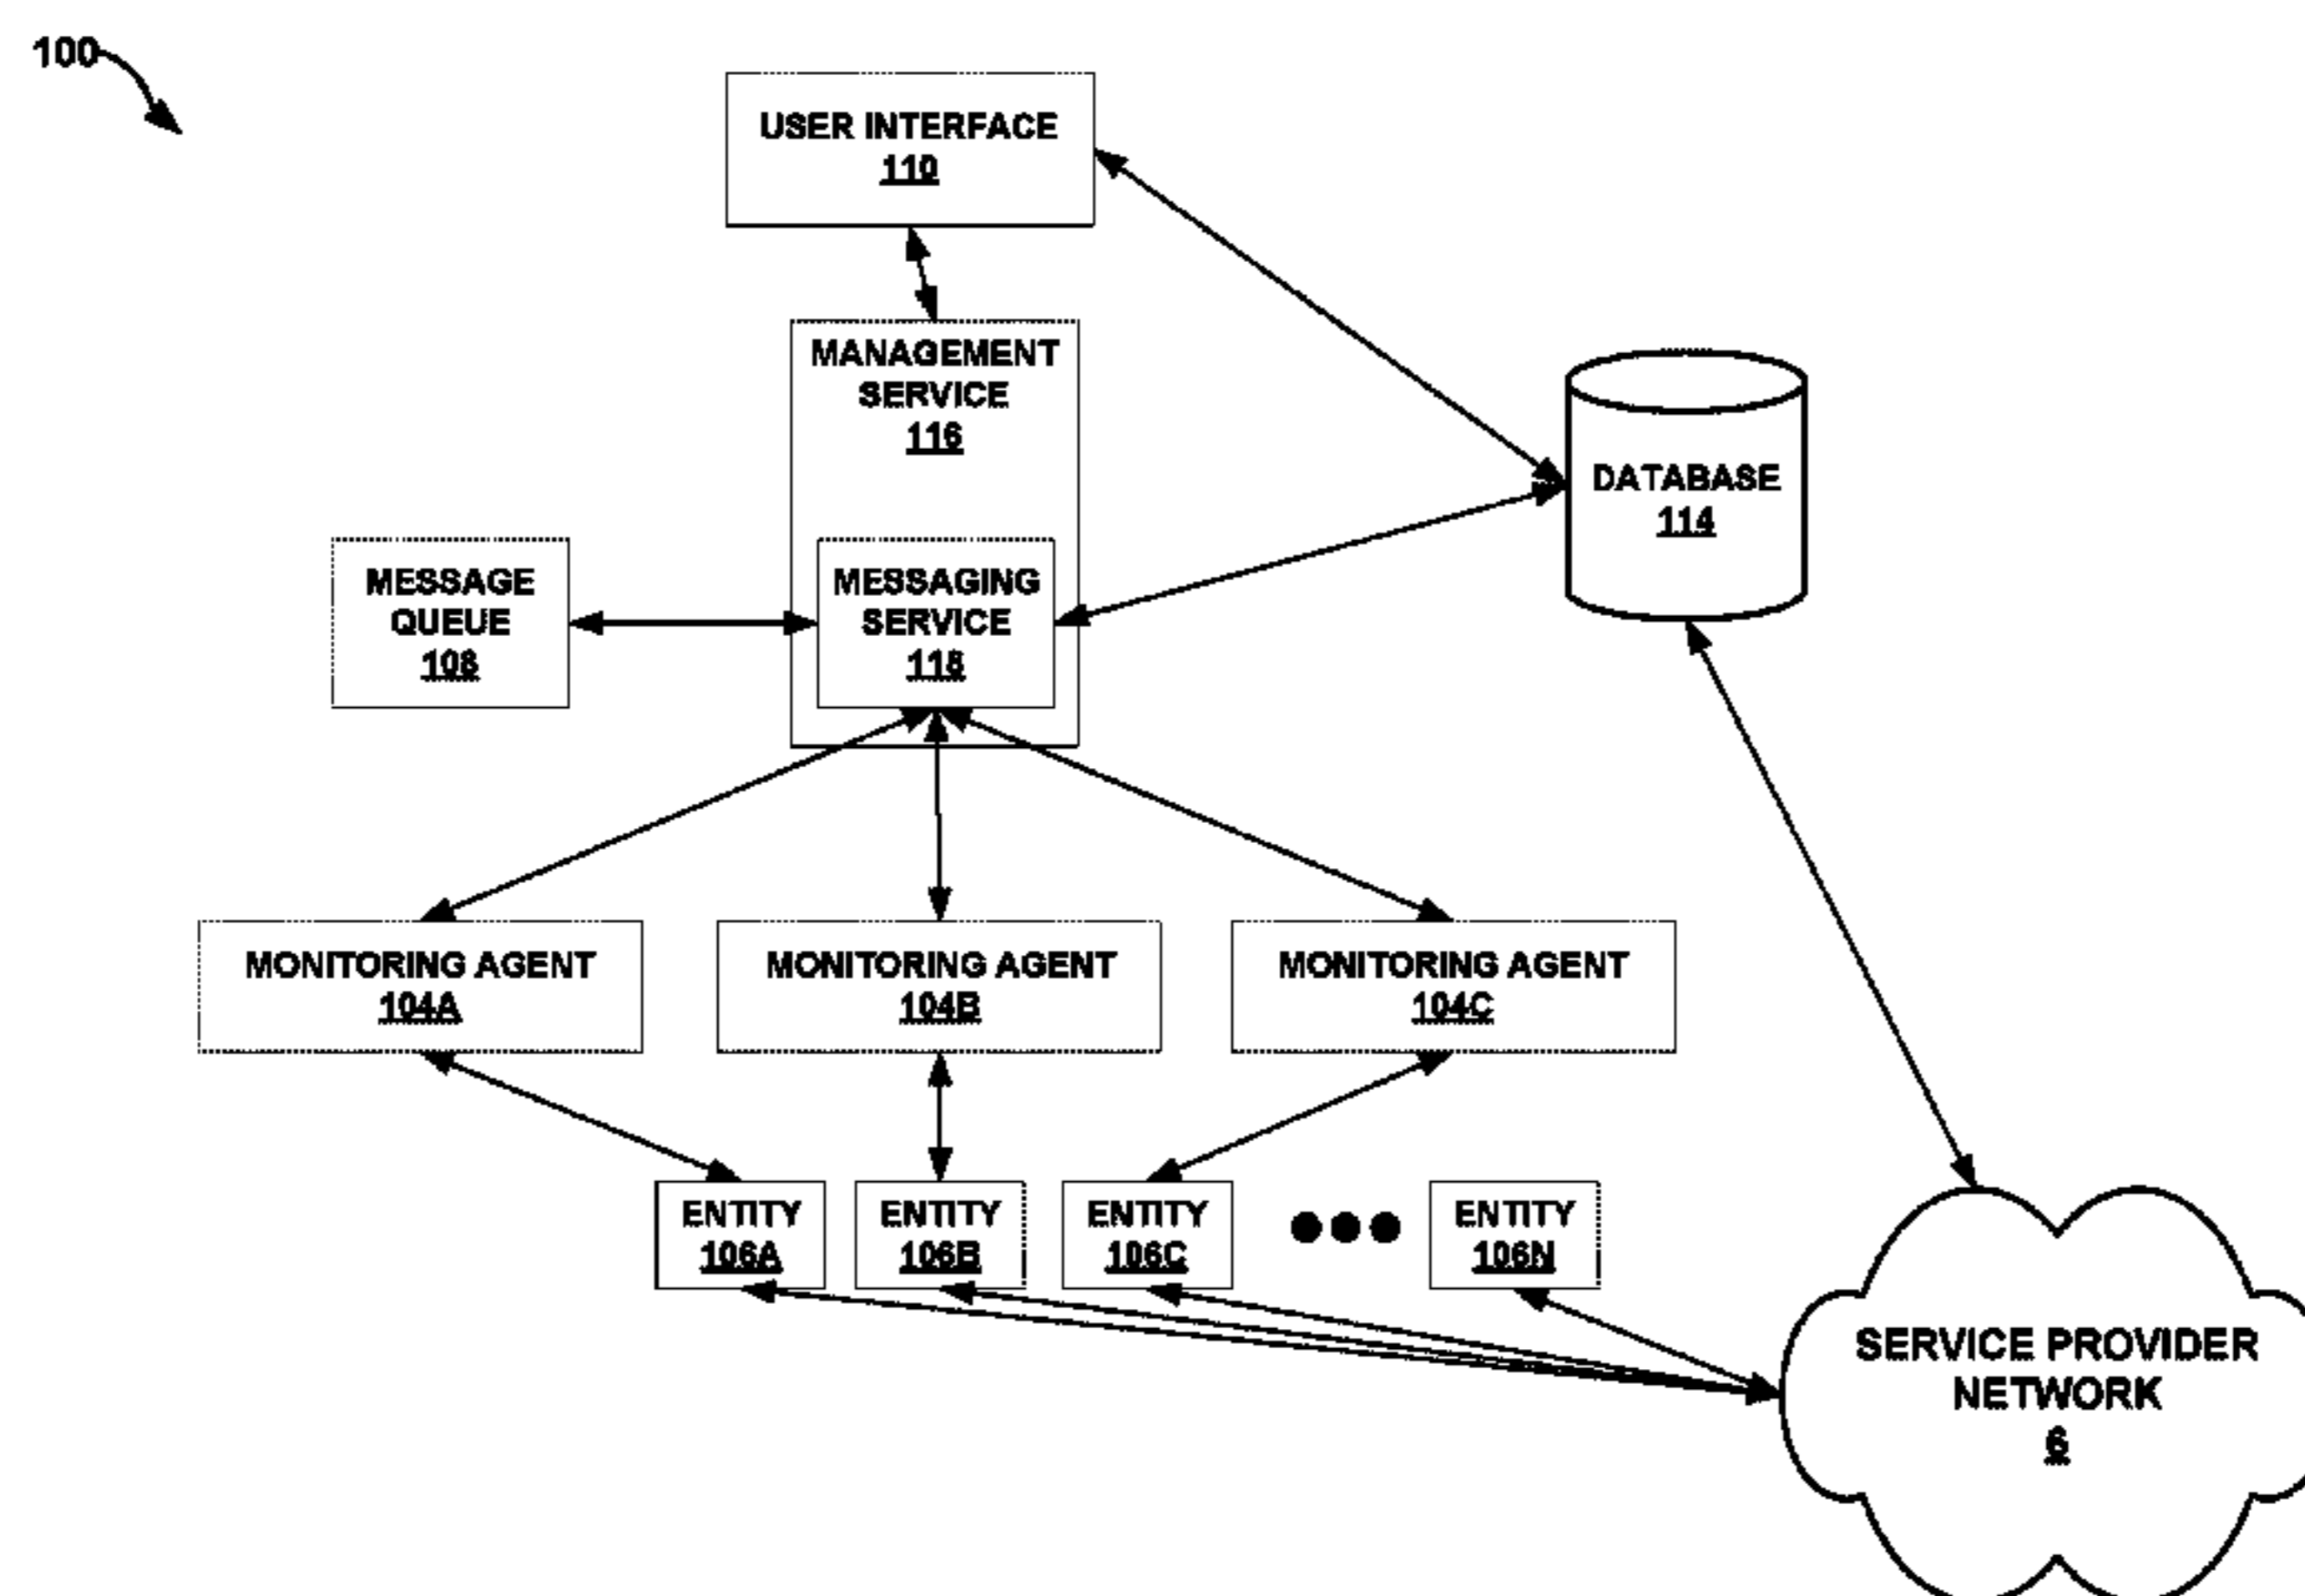 100
USER INTERFACE
110
MANAGEMENT
SERVICE
116
DATABASE
114
MESSAGE
QUEUE
108
MESSAGING
SERVICE
118
MONITORING AGENT
104A
MONITORING AGENT
104B
MONITORING AGENT
104C
ENTITY
106A
ENTITY
106B
ENTITY
106C
ENTITY
106N
SERVICE PROVIDER
NETWORK
6